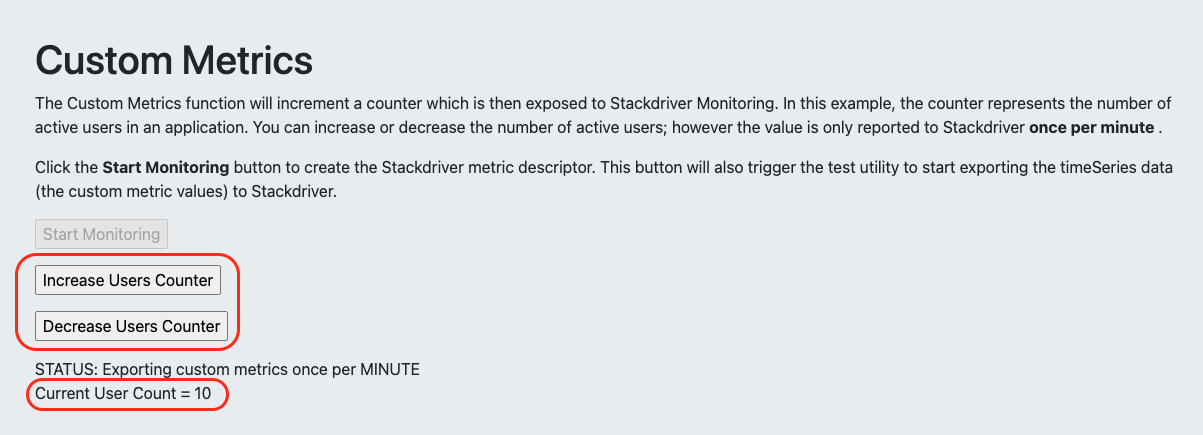 Custom Metrics
The Custom Metrics function will increment a counter which is then exposed to Stackdriver Monitoring. In this example, the counter represents the number of
active users in an application. You can increase or decrease the number of active users; however the value is only reported to Stackdriver once per minute .
Click the Start Monitoring button to create the Stackdriver metric descriptor. This button will also trigger the test utility to start exporting the timeSeries data
(the custom metric values) to Stackdriver.
Start Monitoring
Increase Users Counter
Decrease Users Counter
STATUS: Exporting custom metrics once per MINUTE
Current User Count = 10